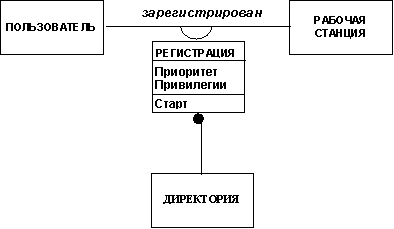 зарегистрирован
ПОЛЬЗОВАТЕЛЬ
РАБОЧАЯ
СТАНЦИЯ
РЕГИСТРАЦИЯ
Приоритет
Привилегии
Старт
ДИРЕКТОРИЯ